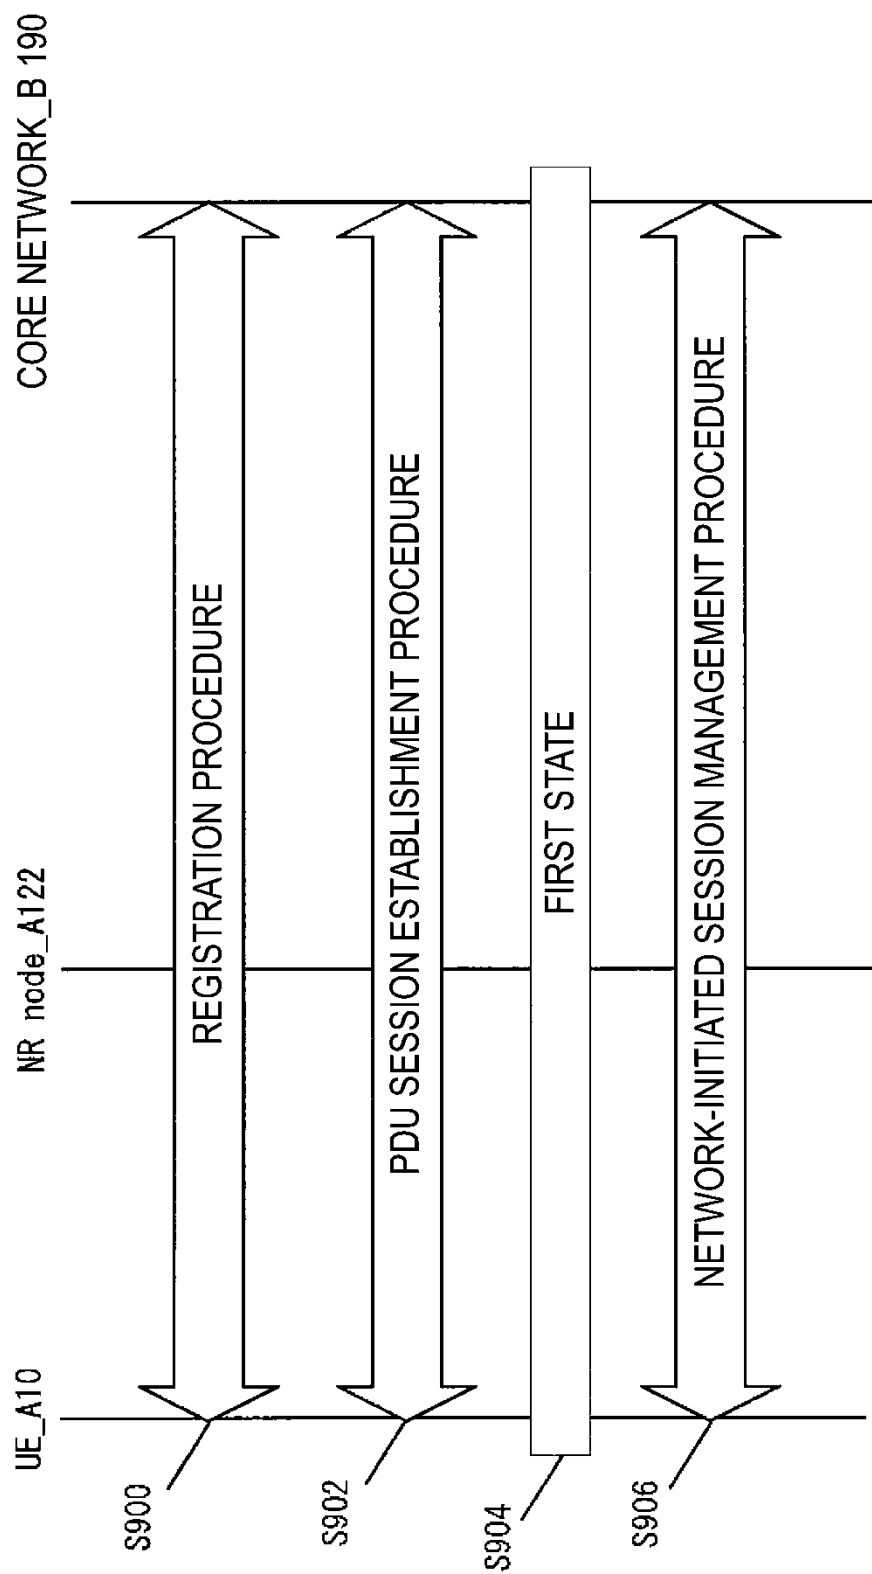 UE_A10
NR node_A122
CORE NETWORK_B 190
S900
REGISTRATION PROCEDURE
S902
PDU SESSION ESTABLISHMENT PROCEDURE
S904
FIRST STATE
S906
NETWORK-INITIATED SESSION MANAGEMENT PROCEDURE